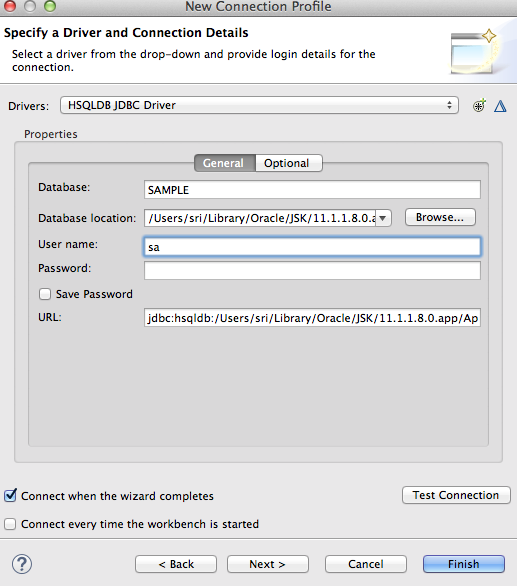 New Connection Profile
Specify a Driver and Connection Details
Select a driver from the drop-down and provide login details for the
connection.
Drivers: HSQLDB JDBC Driver
Properties
General Optional
Database: SAMPLE
Database location: /Users/sri/Library/Oracle/JSK/11.1.1.8.0.a Browse...
User name: sa
Password:
Save Password
URL: jdbc:hsqldb:/Users/sri/Library/Oracle/JSK/11.1.1.8.0.app/Ap
Connect when the wizard completes Test Connection
Connect every time the workbench is started
? < Back Next > Cancel Finish